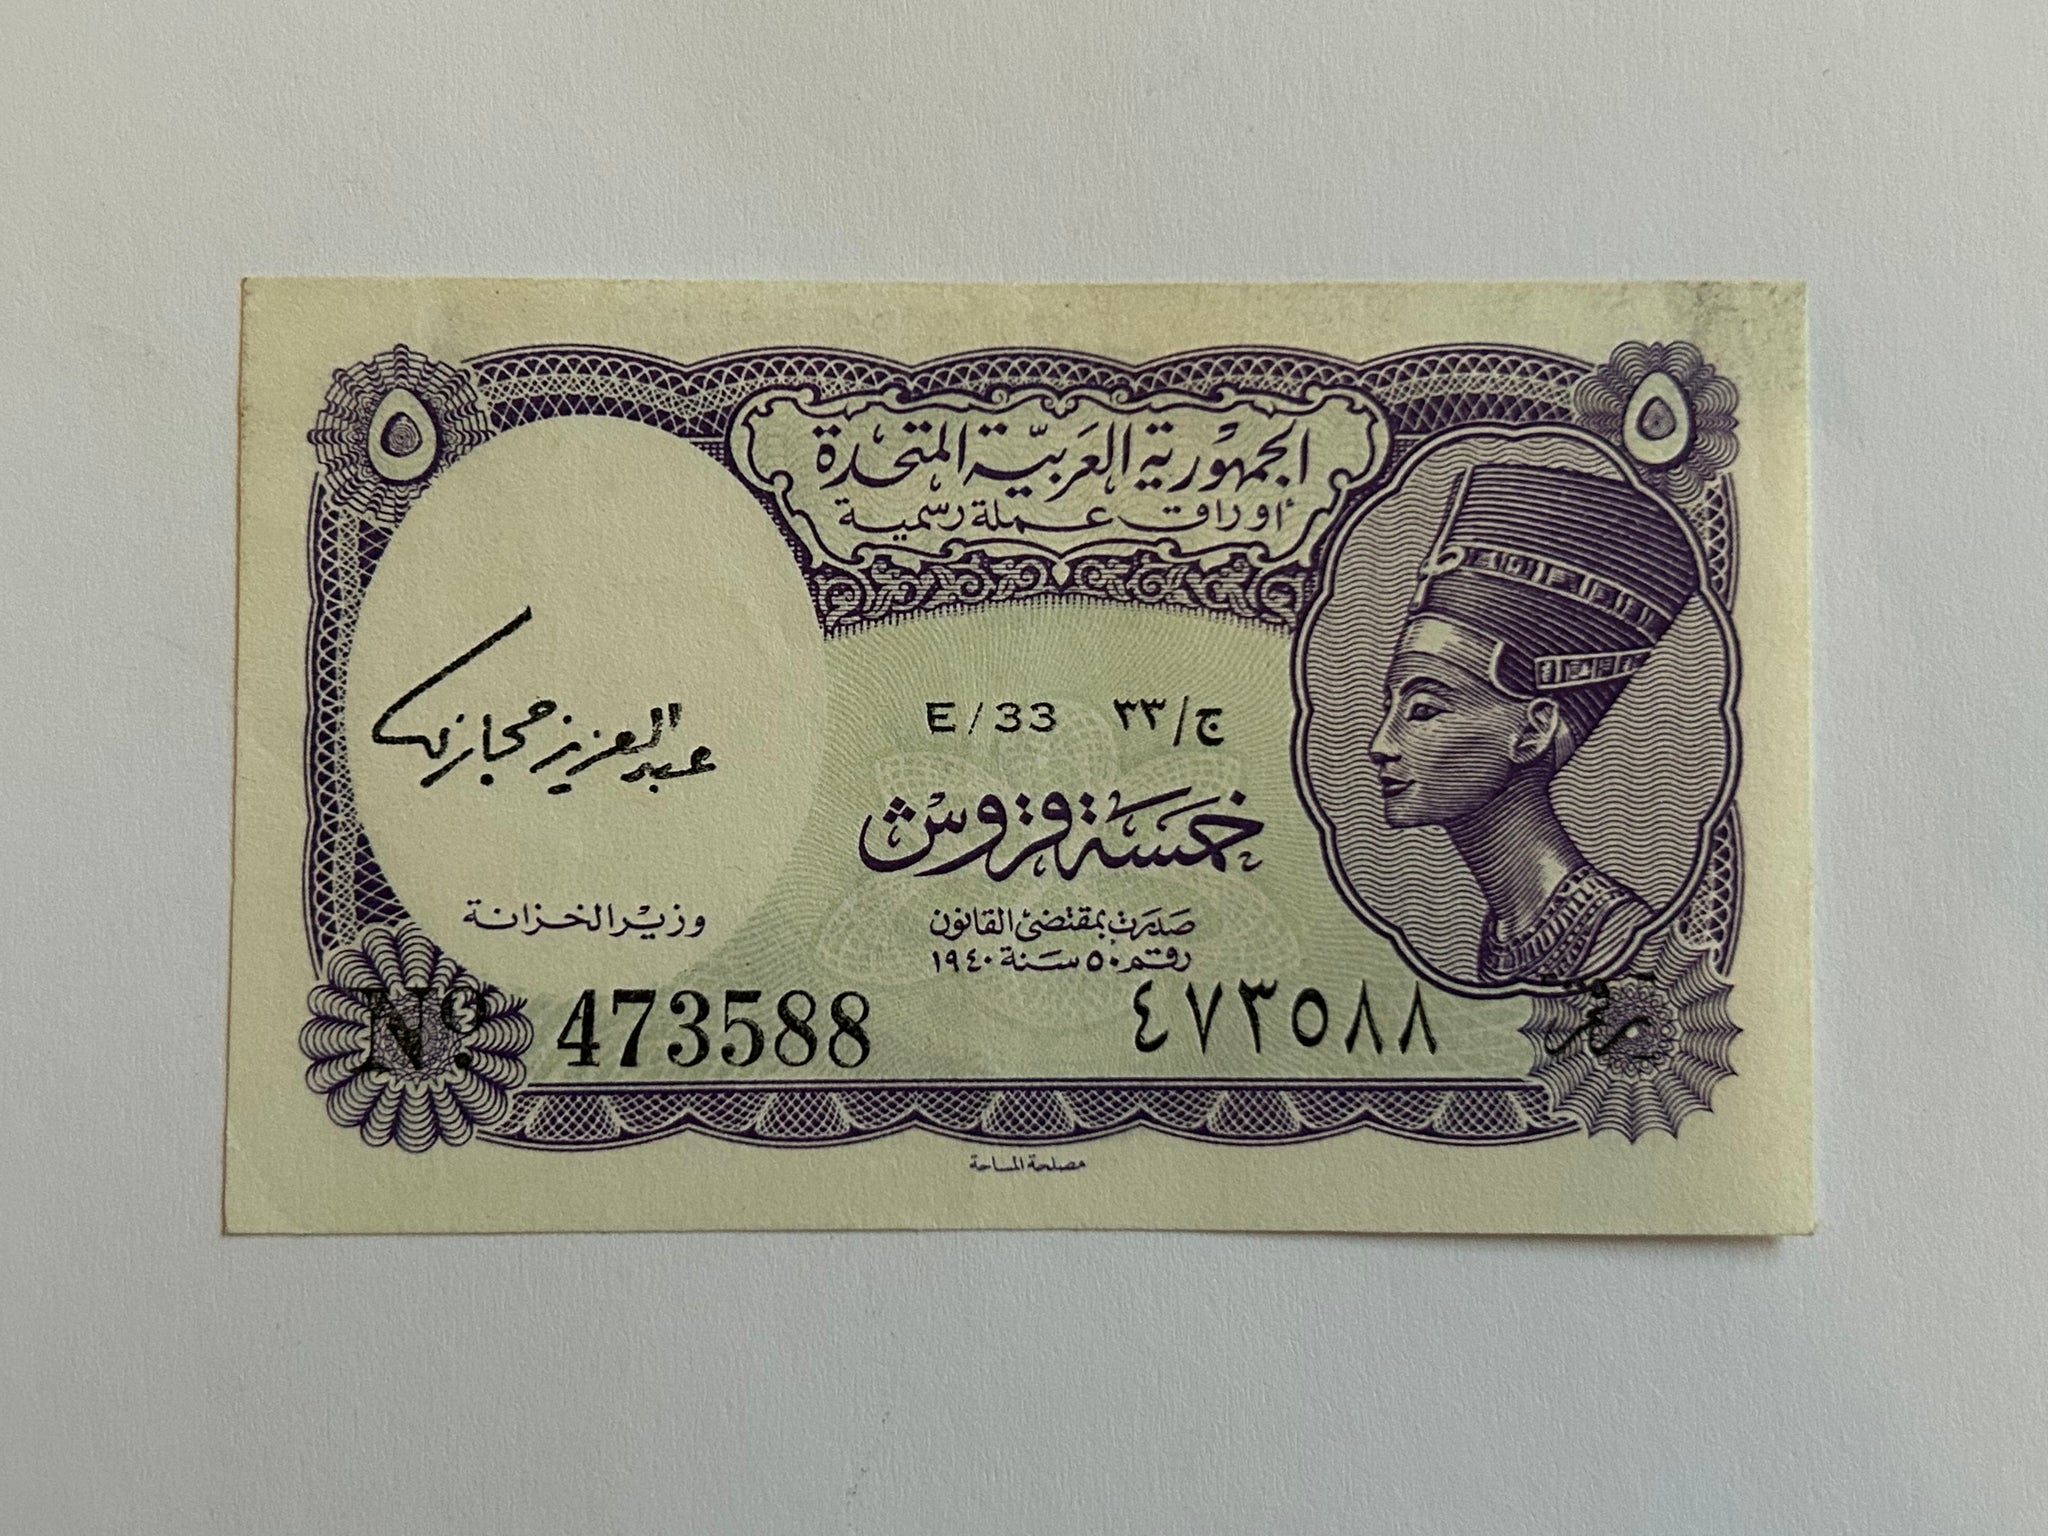 ٥ ٥
الجمهورية العربية المتحدة
أوراق عملة رسمية
E/33 ج/٣٣
عبد العزيز حجازي
خمسة قروش
وزير الخزانة
صدرت بمقتضى القانون
رقم ٥٠ سنة ١٩٤٠
Nº. 473588 ٤٧٣٥٨٨ نمرة
مصلحة المساحة